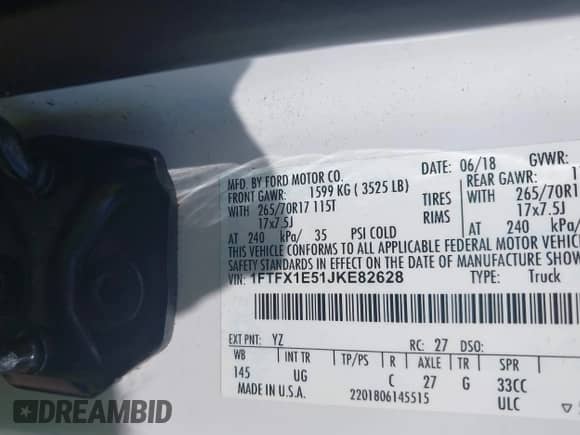 MFD. BY FORD MOTOR CO.
DATE: 06/18 GVWR:
FRONT GAWR: 1599 KG ( 3525 LB)
REAR GAWR:
WITH 265/70R17 115T TIRES 265/70R1
17x7.5J RIMS 17x7.5J
AT 240 kPa/ 35 PSI COLD AT 240 kPa/
THIS VEHICLE CONFORMS TO ALL APPLICABLE FEDERAL MOTOR VEHICLE
SAFETY STANDARDS IN EFFECT ON THE DATE OF MANUFACTURE SHOW
VIN: 1FTFX1E51JKE82628 TYPE: Truck
EXT PNT: YZ RC: 27 DSO:
WB INT TR TP/PS R AXLE TR SPR
145 UG C 27 G 33CC
MADE IN U.S.A. 2201806145515 ULC
DREAMBID